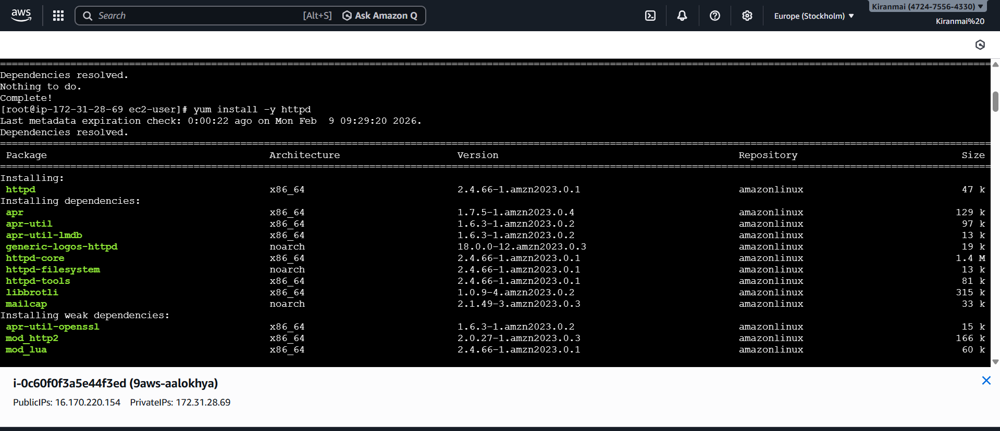 aws Search [Alt+S] Ask Amazon Q Europe (Stockholm) Kiranmai (4724-7556-4330)
Kiranmai%20
================================================================================
Dependencies resolved.
Nothing to do.
Complete!
[root@ip-172-31-28-69 ec2-user]# yum install -y httpd
Last metadata expiration check: 0:00:22 ago on Mon Feb  9 09:29:20 2026.
Dependencies resolved.
================================================================================
Package Architecture Version Repository Size
================================================================================
Installing:
httpd x86_64 2.4.66-1.amzn2023.0.1 amazonlinux 47 k
Installing dependencies:
apr x86_64 1.7.5-1.amzn2023.0.4 amazonlinux 129 k
apr-util x86_64 1.6.3-1.amzn2023.0.2 amazonlinux 97 k
apr-util-lmdb x86_64 1.6.3-1.amzn2023.0.2 amazonlinux 13 k
generic-logos-httpd noarch 18.0.0-12.amzn2023.0.3 amazonlinux 19 k
httpd-core x86_64 2.4.66-1.amzn2023.0.1 amazonlinux 1.4 M
httpd-filesystem noarch 2.4.66-1.amzn2023.0.1 amazonlinux 13 k
httpd-tools x86_64 2.4.66-1.amzn2023.0.1 amazonlinux 81 k
libbrotli x86_64 1.0.9-4.amzn2023.0.2 amazonlinux 315 k
mailcap noarch 2.1.49-3.amzn2023.0.3 amazonlinux 33 k
Installing weak dependencies:
apr-util-openssl x86_64 1.6.3-1.amzn2023.0.2 amazonlinux 15 k
mod_http2 x86_64 2.0.27-1.amzn2023.0.3 amazonlinux 166 k
mod_lua x86_64 2.4.66-1.amzn2023.0.1 amazonlinux 60 k
i-0c60f0f3a5e44f3ed (9aws-aalokhya)
PublicIPs: 16.170.220.154 PrivateIPs: 172.31.28.69